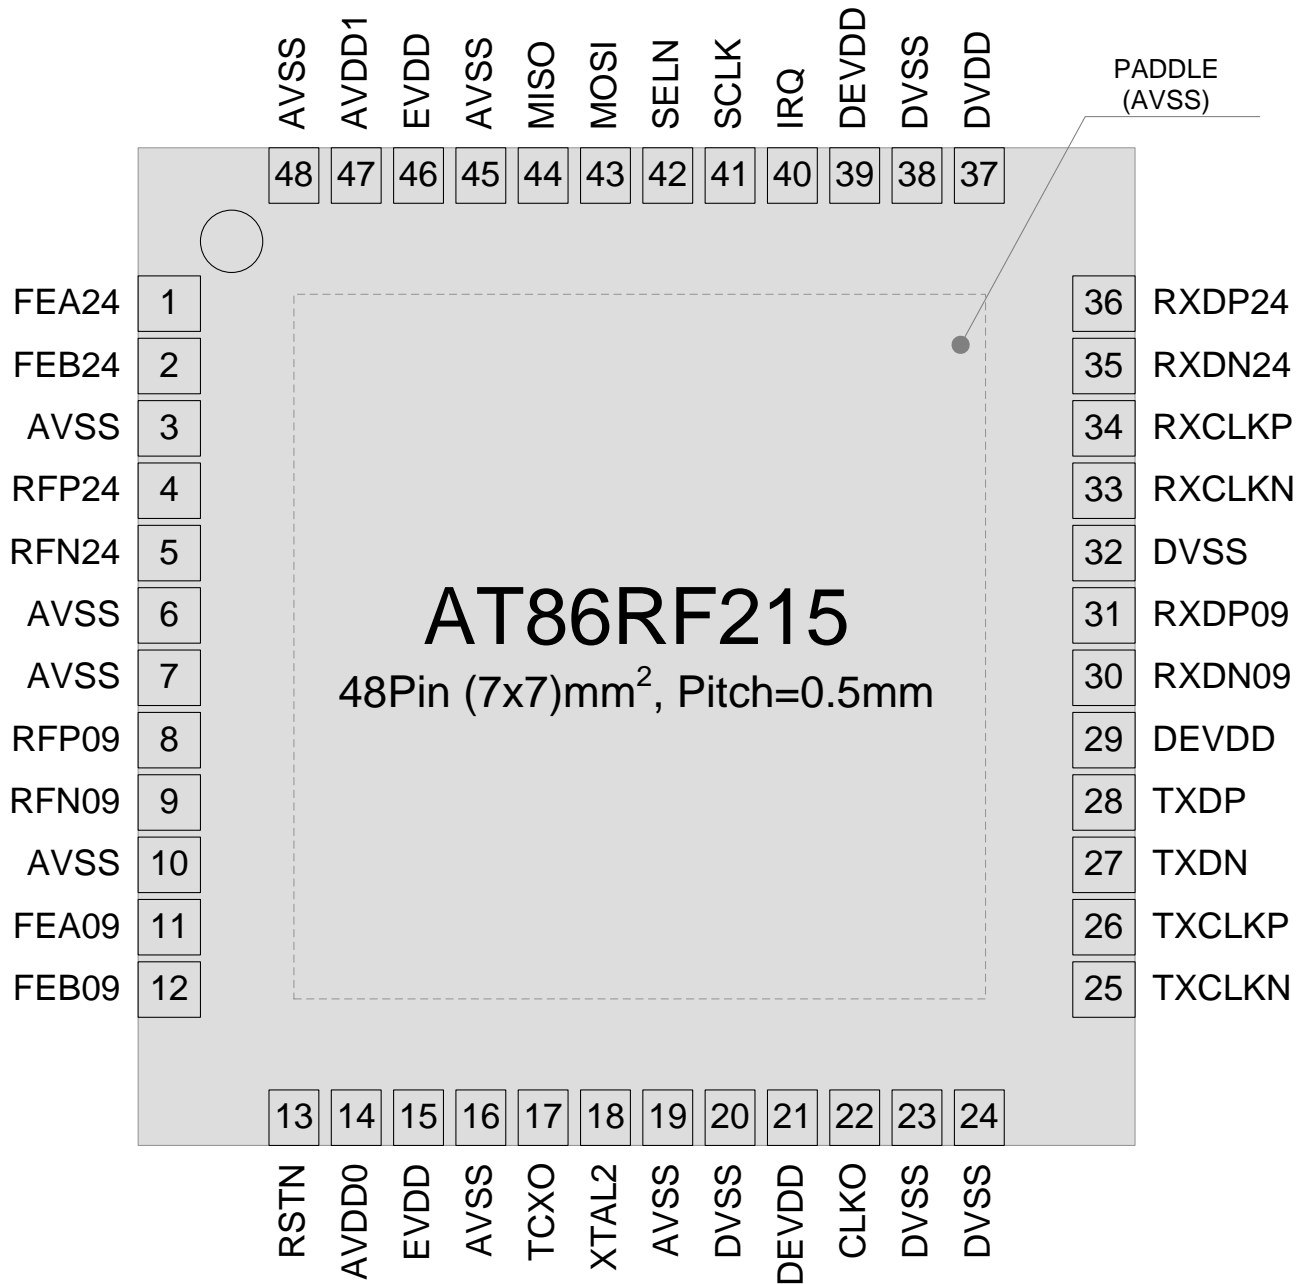 AVSS
AVDD1
EVDD
AVSS
MISO
MOSI
SELN
SCLK
IRQ
DEVDD
DVSS
DVDD
PADDLE
(AVSS)
48 47 46 45 44 43 42 41 40 39 38 37
FEA24 1
FEB24 2
AVSS 3
RFP24 4
RFN24 5
AVSS 6
AVSS 7
RFP09 8
RFN09 9
AVSS 10
FEA09 11
FEB09 12
AT86RF215
48Pin (7x7)mm², Pitch=0.5mm
36 RXDP24
35 RXDN24
34 RXCLKP
33 RXCLKN
32 DVSS
31 RXDP09
30 RXDN09
29 DEVDD
28 TXDP
27 TXDN
26 TXCLKP
25 TXCLKN
13 14 15 16 17 18 19 20 21 22 23 24
RSTN
AVDD0
EVDD
AVSS
TCXO
XTAL2
AVSS
DVSS
DEVDD
CLKO
DVSS
DVSS